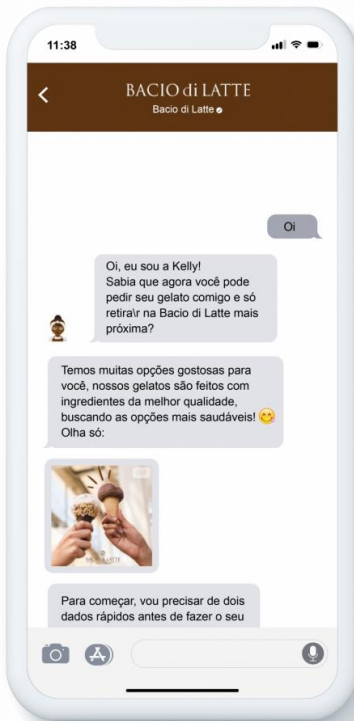 11:38
BACIO di LATTE
Bacio di Latte
Oi
Oi, eu sou a Kelly!
Sabia que agora você pode
pedir seu gelato comigo e só
retira\r na Bacio di Latte mais
próxima?
Temos muitas opções gostosas para
você, nossos gelatos são feitos com
ingredientes da melhor qualidade,
buscando as opções mais saudáveis! 😋
Olha só:
BACIO di LATTE
Para começar, vou precisar de dois
dados rápidos antes de fazer o seu